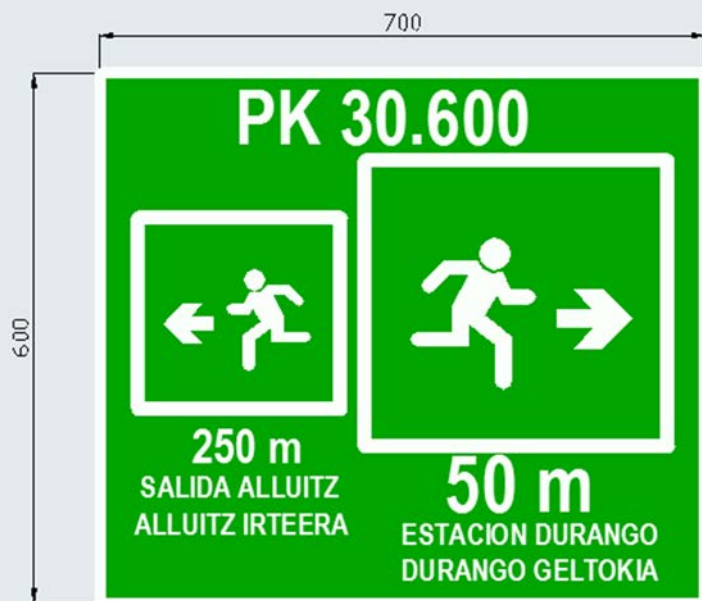 700
600
PK 30.600
250 m
SALIDA ALLUITZ
ALLUITZ IRTEERA
50 m
ESTACION DURANGO
DURANGO GELTOKIA